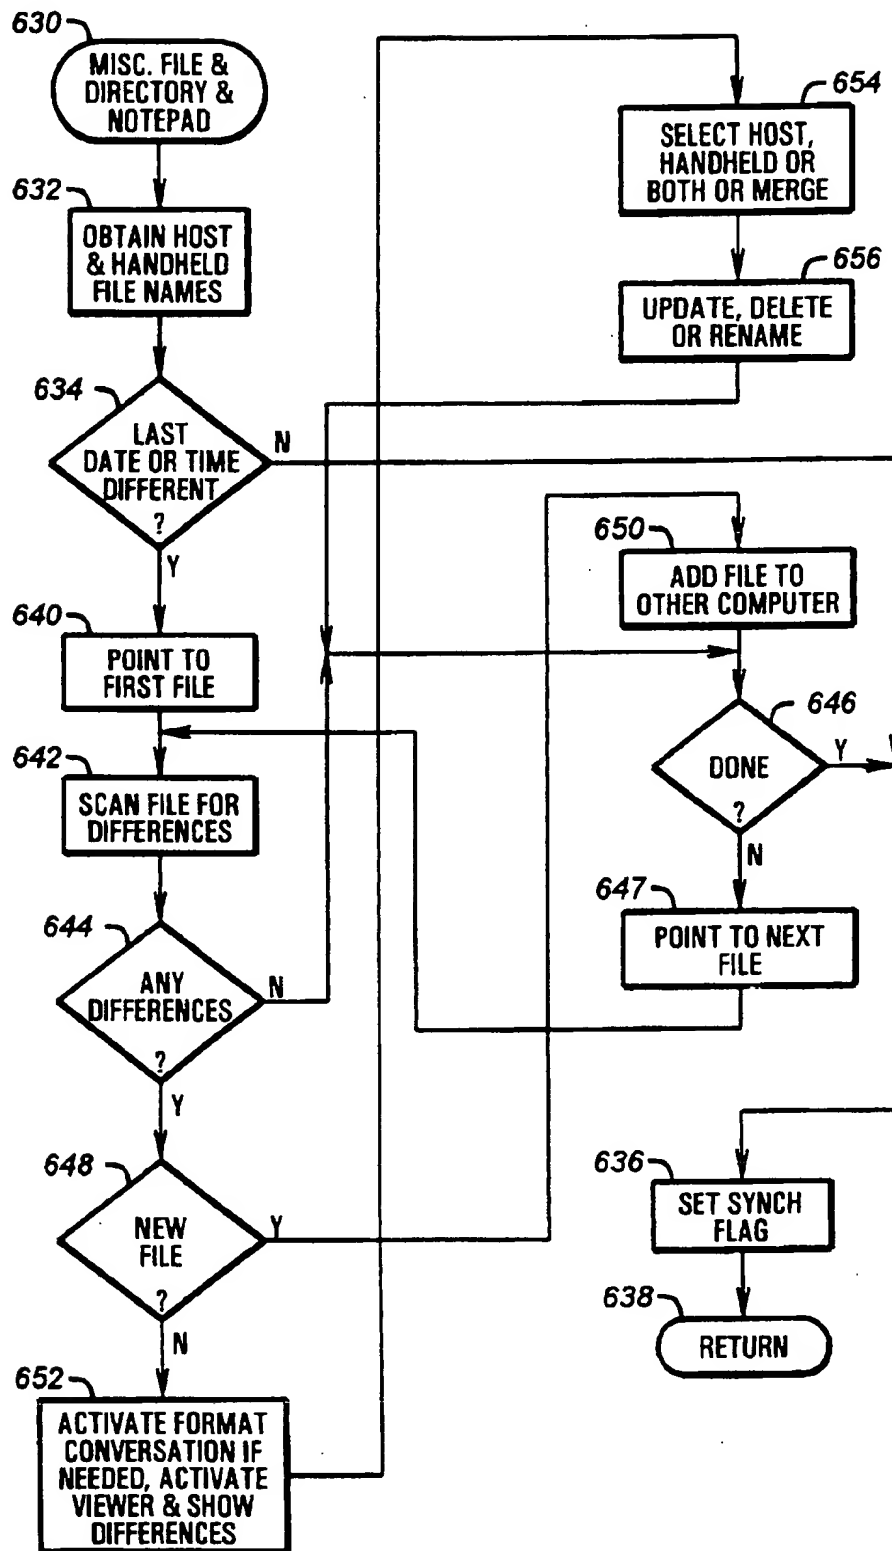 630
MISC. FILE &
DIRECTORY &
NOTEPAD
632
OBTAIN HOST
& HANDHELD
FILE NAMES
634
LAST
DATE OR TIME
DIFFERENT
?
N
Y
640
POINT TO
FIRST FILE
642
SCAN FILE FOR
DIFFERENCES
644
ANY
DIFFERENCES
?
N
Y
648
NEW
FILE
?
Y
N
652
ACTIVATE FORMAT
CONVERSATION IF
NEEDED, ACTIVATE
VIEWER & SHOW
DIFFERENCES
654
SELECT HOST,
HANDHELD OR
BOTH OR MERGE
656
UPDATE, DELETE
OR RENAME
650
ADD FILE TO
OTHER COMPUTER
646
DONE
?
Y
N
647
POINT TO NEXT
FILE
636
SET SYNCH
FLAG
638
RETURN